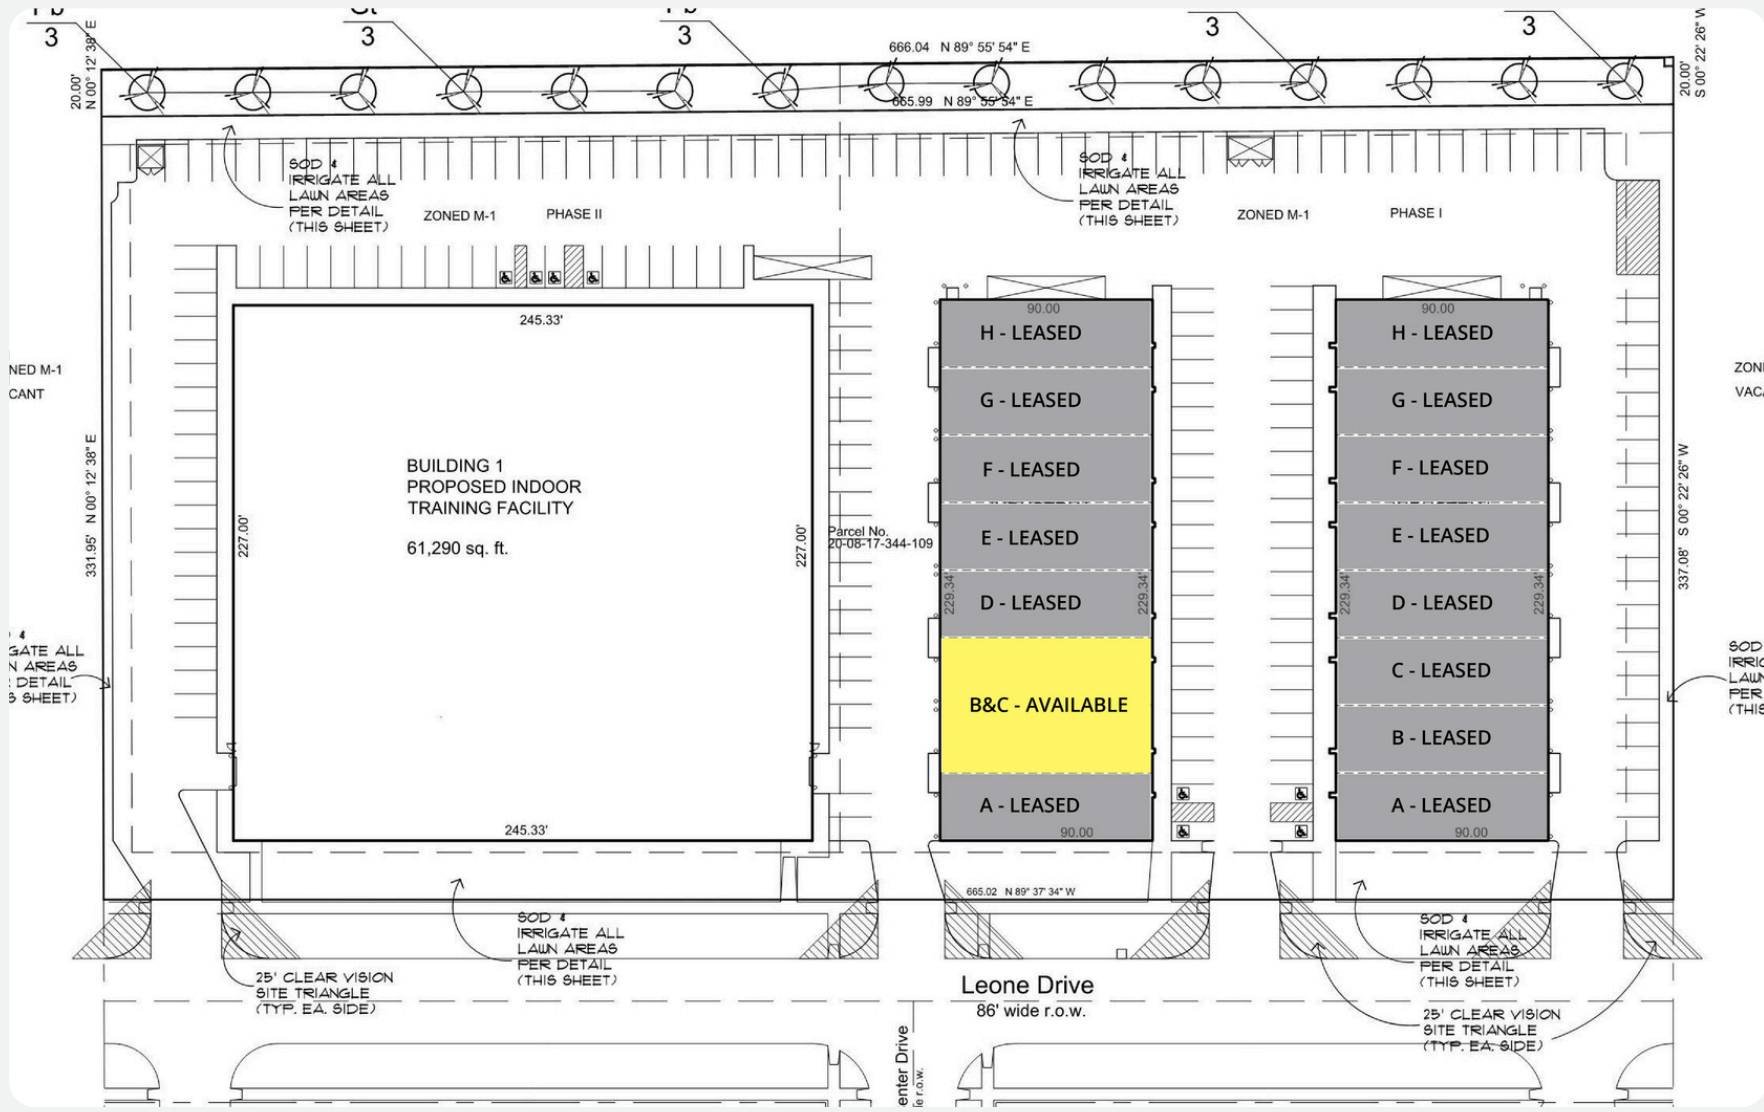 3
3
3
3
3
666.04 N 89° 55' 54" E
665.99 N 89° 55' 54" E
20.00'
N 00° 12' 38" E
20.00'
S 00° 22' 26" W
SOD &
IRRIGATE ALL
LAWN AREAS
PER DETAIL
(THIS SHEET)
ZONED M-1
PHASE II
SOD &
IRRIGATE ALL
LAWN AREAS
PER DETAIL
(THIS SHEET)
ZONED M-1
PHASE I
245.33'
BUILDING 1
PROPOSED INDOOR
TRAINING FACILITY
61,290 sq. ft.
227.00'
227.00'
245.33'
331.95' N 00° 12' 38" E
Parcel No.
20-08-17-344-109
90.00
H - LEASED
G - LEASED
F - LEASED
E - LEASED
D - LEASED
229.34'
229.34'
B&C - AVAILABLE
A - LEASED
90.00
90.00
H - LEASED
G - LEASED
F - LEASED
E - LEASED
D - LEASED
229.34'
229.34'
C - LEASED
B - LEASED
A - LEASED
90.00
337.08' S 00° 22' 26" W
M-1
SOD
665.02 N 89° 37' 34" W
SOD &
IRRIGATE ALL
LAWN AREAS
PER DETAIL
(THIS SHEET)
25' CLEAR VISION
SITE TRIANGLE
(TYP. EA. SIDE)
SOD &
IRRIGATE ALL
LAWN AREAS
PER DETAIL
(THIS SHEET)
25' CLEAR VISION
SITE TRIANGLE
(TYP. EA. SIDE)
Leone Drive
86' wide r.o.w.
Drive
r.o.w.